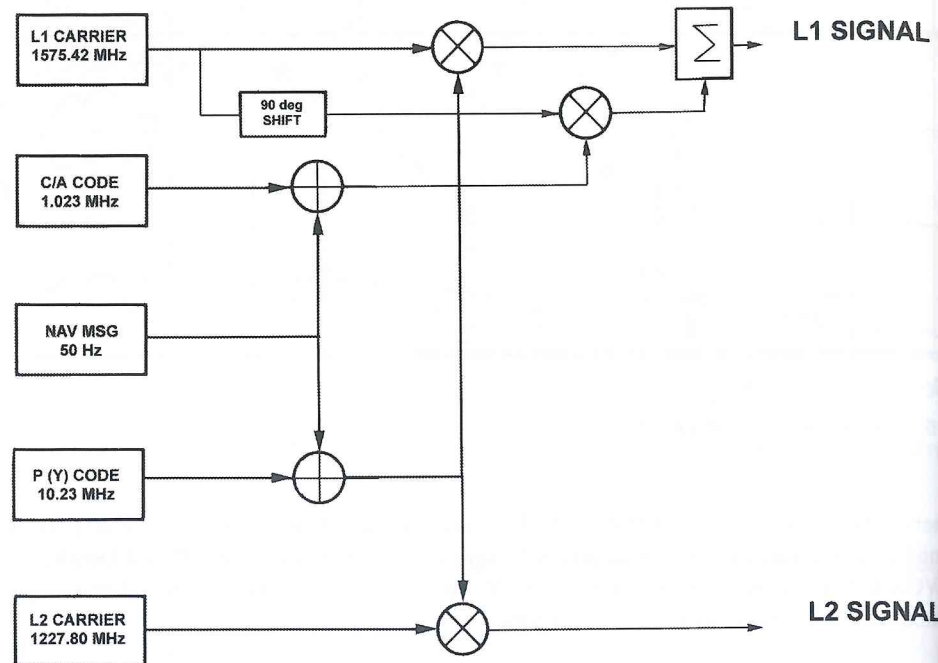 L1 CARRIER
1575.42 MHz
L1 SIGNAL
90 deg
SHIFT
Σ
C/A CODE
1.023 MHz
NAV MSG
50 Hz
P (Y) CODE
10.23 MHz
L2 CARRIER
1227.80 MHz
L2 SIGNAL